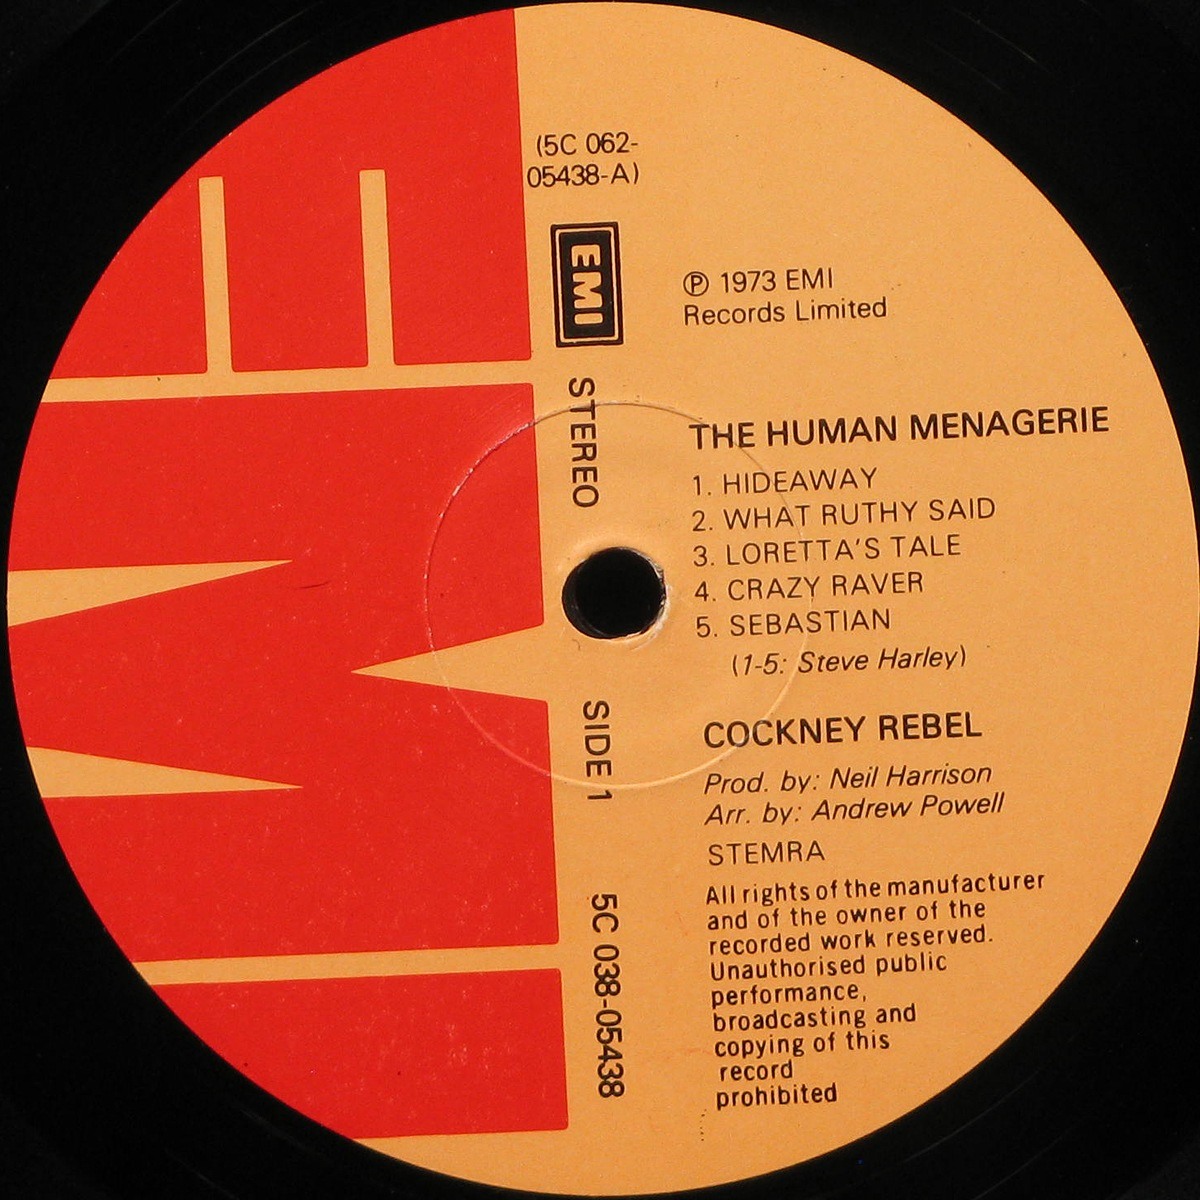 (5C 062-
05438-A)
EMI
EMI
STEREO
SIDE 1
5C 038-05438
℗ 1973 EMI
Records Limited
THE HUMAN MENAGERIE
1. HIDEAWAY
2. WHAT RUTHY SAID
3. LORETTA'S TALE
4. CRAZY RAVER
5. SEBASTIAN
(1-5: Steve Harley)
COCKNEY REBEL
Prod. by: Neil Harrison
Arr. by: Andrew Powell
STEMRA
All rights of the manufacturer
and of the owner of the
recorded work reserved.
Unauthorised public
performance,
broadcasting and
copying of this
record
prohibited